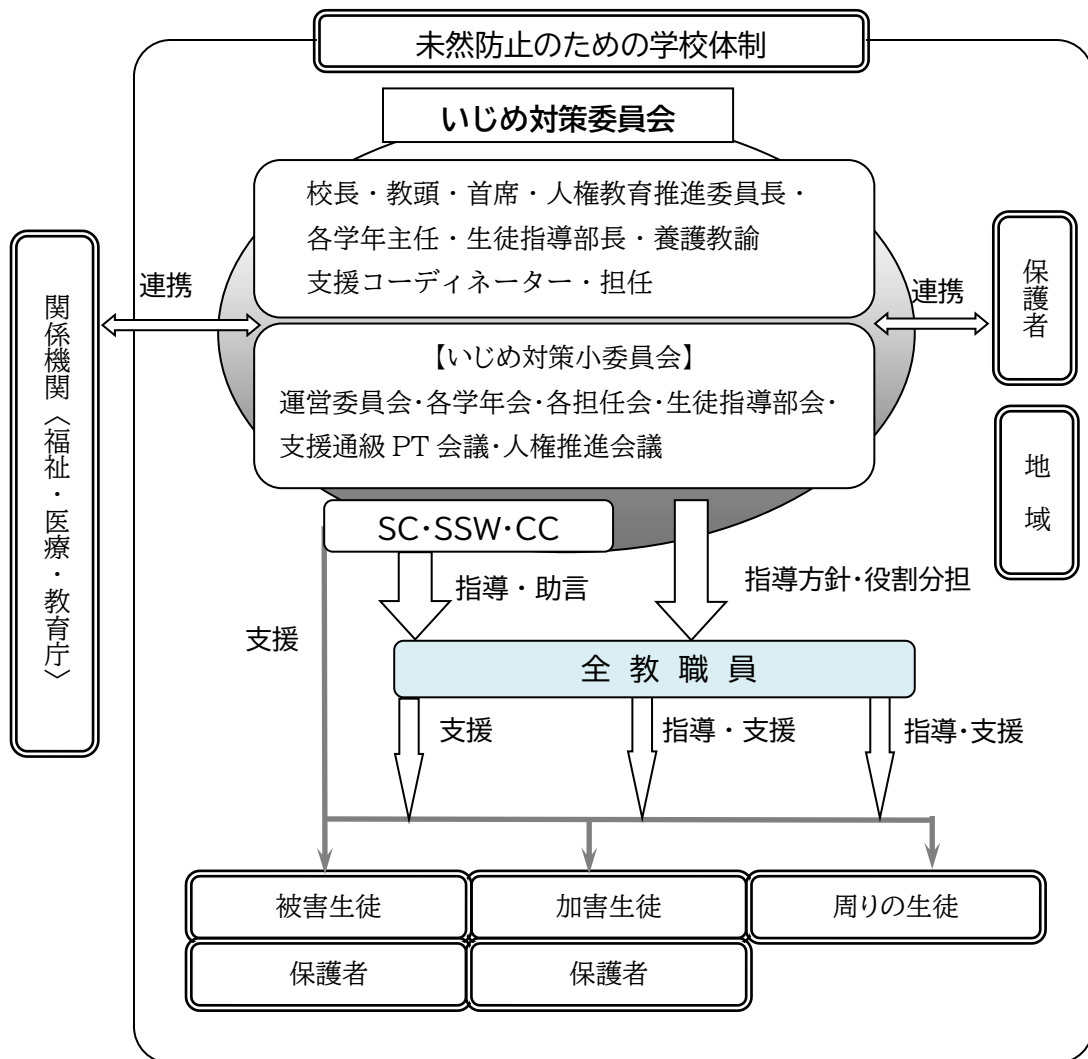 未然防止のための学校体制
いじめ対策委員会
校長・教頭・首席・人権教育推進委員長・
各学年主任・生徒指導部長・養護教諭
支援コーディネーター・担任
【いじめ対策小委員会】
運営委員会・各学年会・各担任会・生徒指導部会・
支援通級 PT 会議・人権推進会議
関係機関〈福祉・医療・教育庁〉
連携
連携
保護者
地域
SC・SSW・CC
指導・助言
指導方針・役割分担
支援
全教職員
支援
指導・支援
指導・支援
被害生徒
加害生徒
周りの生徒
保護者
保護者